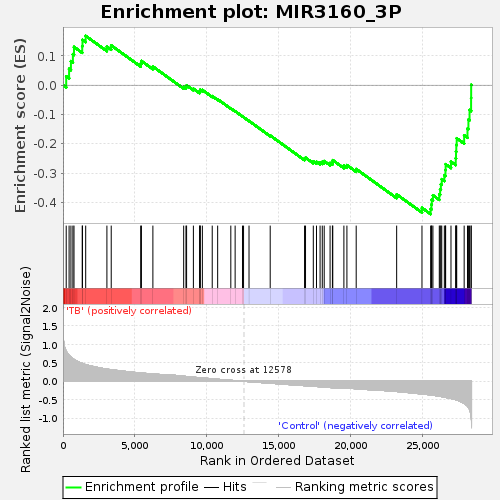 Enrichment plot: MIR3160_3P
Enrichment score (ES)
0.1
0.0
-0.1
-0.2
-0.3
-0.4
Ranked list metric (Signal2Noise)
'TB' (positively correlated)
2.0
1.5
1.0
0.5
0.0
-0.5
-1.0
Zero cross at 12578
'Control' (negatively correlated)
0
5,000
10,000
15,000
20,000
25,000
Rank in Ordered Dataset
Enrichment profile
Hits
Ranking metric scores